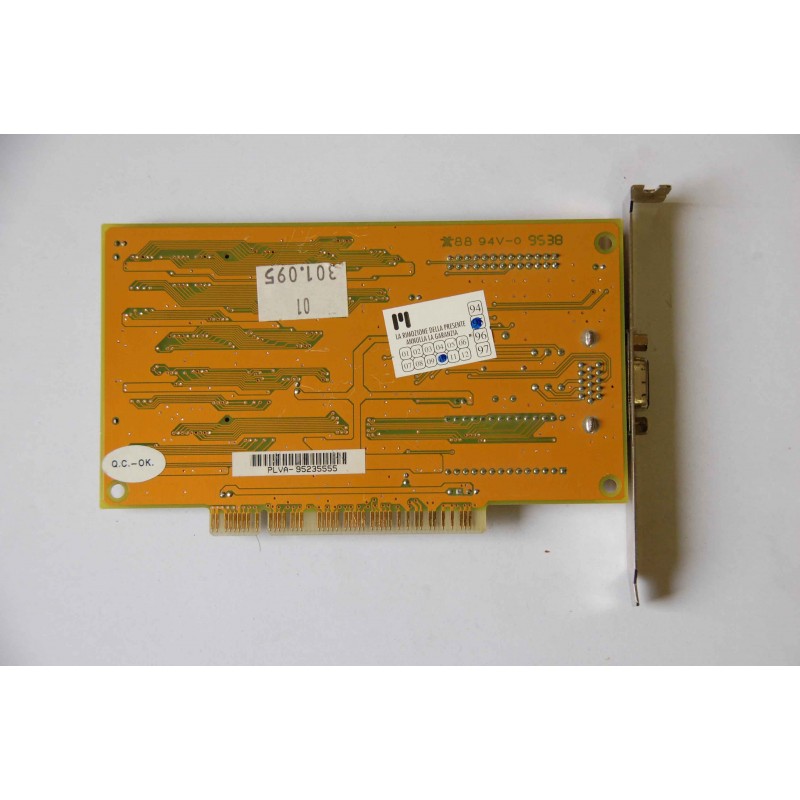 88 94V-0 9538
301.095
01
LA RIMOZIONE DELLA PRESENTE
ANNULLA LA GARANZIA
94
96
97
01 02 03 04 05 06
07 08 09 11 12
Q.C.-OK.
PLVA-95235555